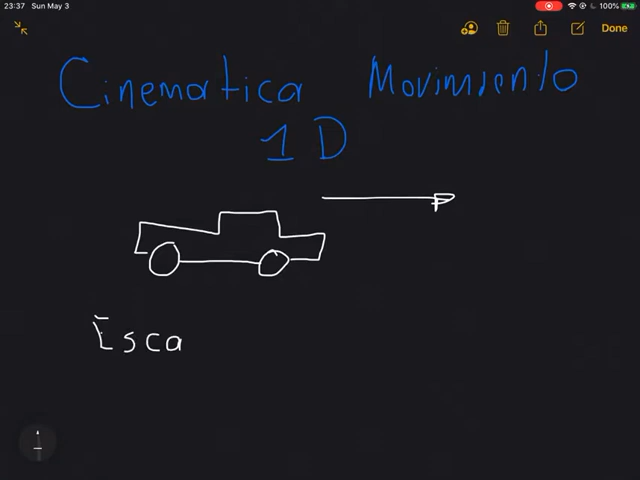 23:37 Sun May 3 100%
Done
Cinematica Movimiento
1 D
Esca